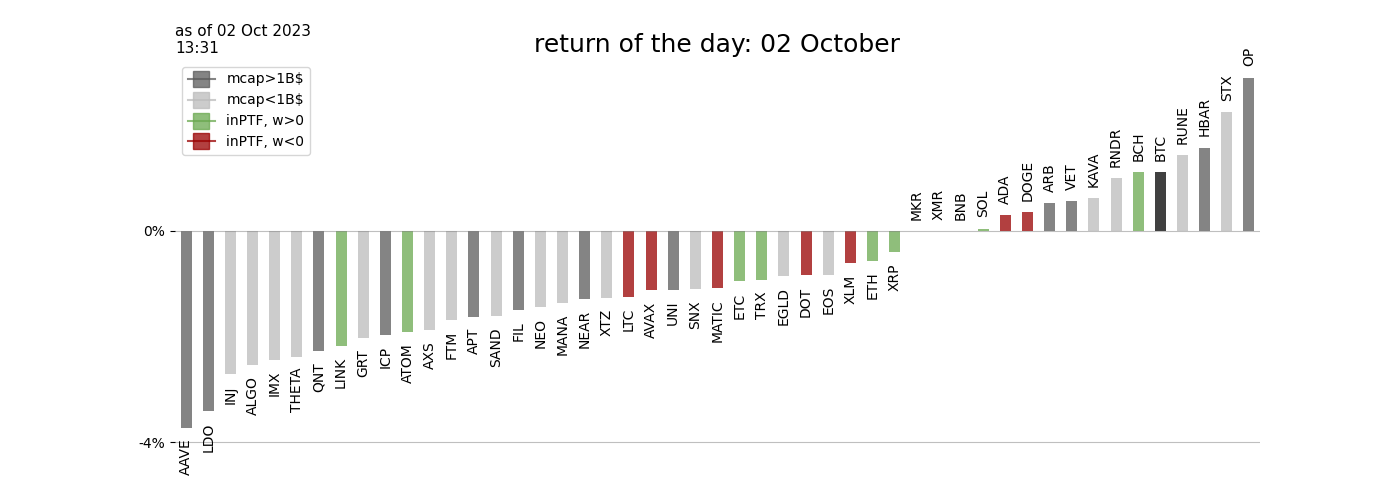 as of 02 Oct 2023
13:31
return of the day: 02 October
mcap>1B$
mcap<1B$
inPTF, w>0
inPTF, w<0
0%
-4%
AAVE
LDO
INJ
ALGO
IMX
THETA
QNT
LINK
GRT
ICP
ATOM
AXS
FTM
APT
SAND
FIL
NEO
MANA
NEAR
XTZ
LTC
AVAX
UNI
SNX
MATIC
ETC
TRX
EGLD
DOT
EOS
XLM
ETH
XRP
MKR
XMR
BNB
SOL
ADA
DOGE
ARB
VET
KAVA
RNDR
BCH
BTC
RUNE
HBAR
STX
OP